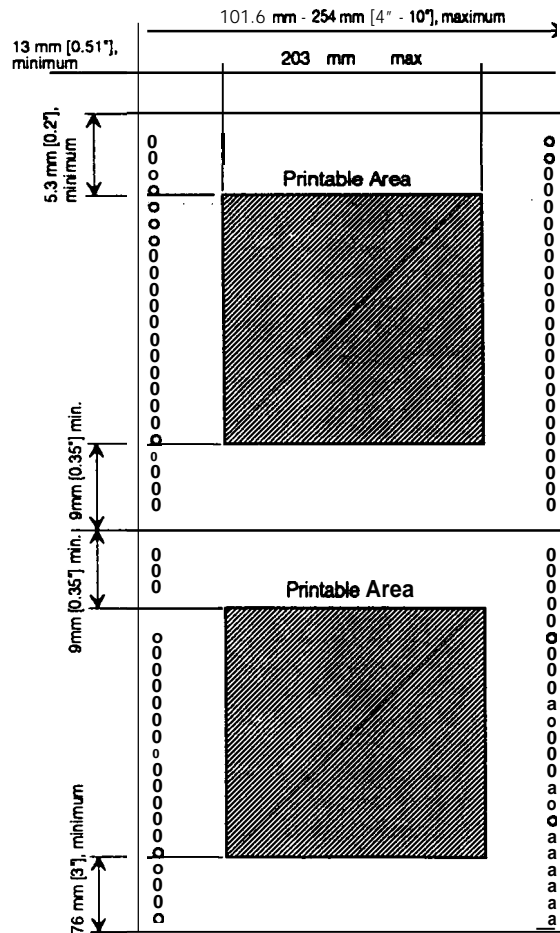 101.6 mm - 254 mm [4" - 10"], maximum
13 mm [0.51"],
minimum
203 mm max
5.3 mm [0.2"],
minimum
Printable Area
9mm [0.35"] min.
9mm [0.35"] min.
Printable Area
76 mm [3"], minimum